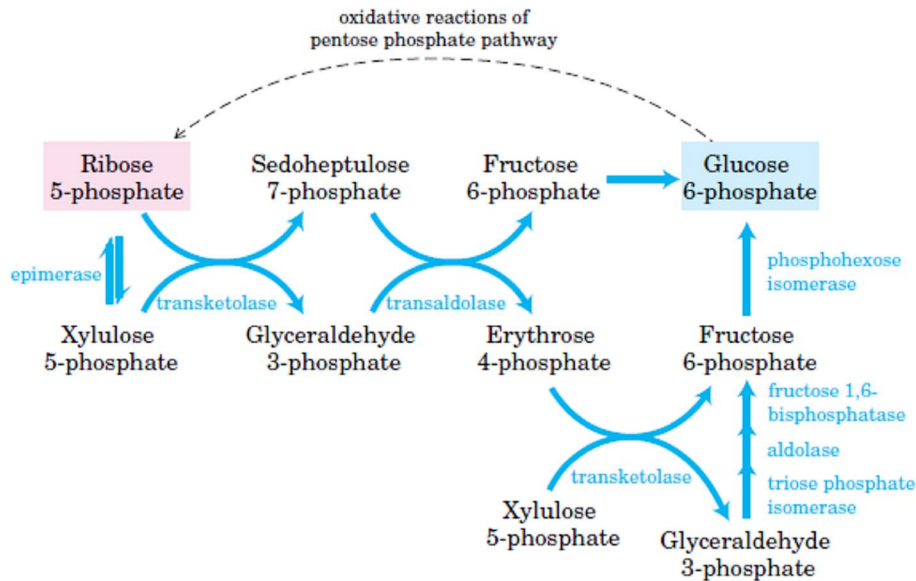 oxidative reactions of
pentose phosphate pathway
Ribose
5-phosphate
Sedoheptulose
7-phosphate
Fructose
6-phosphate
Glucose
6-phosphate
epimerase
transketolase
transaldolase
phosphohexose
isomerase
Xylulose
5-phosphate
Glyceraldehyde
3-phosphate
Erythrose
4-phosphate
Fructose
6-phosphate
fructose 1,6-
bisphosphatase
aldolase
triose phosphate
isomerase
transketolase
Xylulose
5-phosphate
Glyceraldehyde
3-phosphate